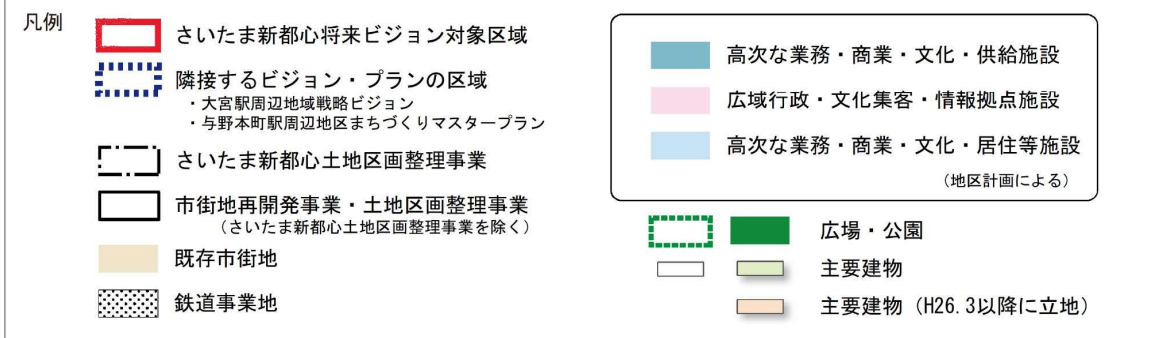 凡例
さいたま新都心将来ビジョン対象区域
隣接するビジョン・プランの区域
・大宮駅周辺地域戦略ビジョン
・与野本町駅周辺地区まちづくりマスタープラン
さいたま新都心土地区画整理事業
市街地再開発事業・土地区画整理事業
(さいたま新都心土地区画整理事業を除く)
既存市街地
鉄道事業地
高次な業務・商業・文化・供給施設
広域行政・文化集客・情報拠点施設
高次な業務・商業・文化・居住等施設
(地区計画による)
広場・公園
主要建物
主要建物(H26.3以降に立地)